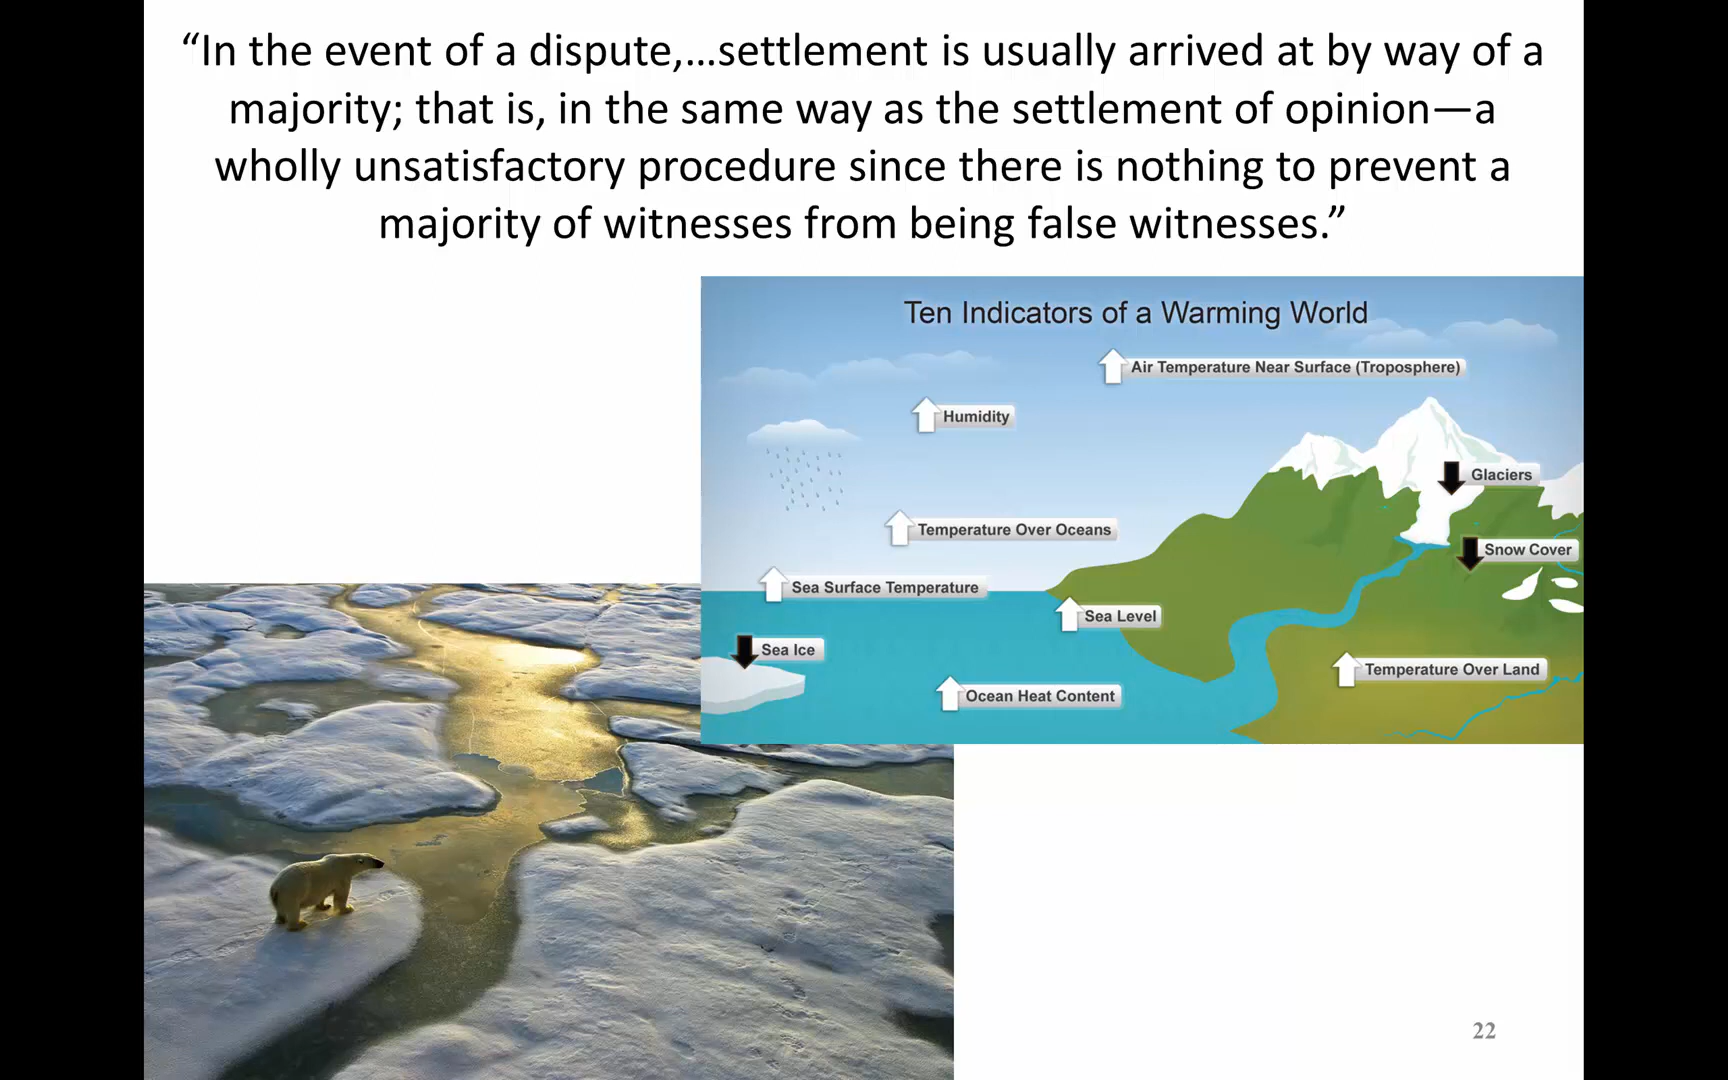 “In the event of a dispute,...settlement is usually arrived at by way of a
majority; that is, in the same way as the settlement of opinion—a
wholly unsatisfactory procedure since there is nothing to prevent a
majority of witnesses from being false witnesses.”
Ten Indicators of a Warming World
Air Temperature Near Surface (Troposphere)
Humidity
Glaciers
Temperature Over Oceans
Snow Cover
Sea Surface Temperature
Sea Level
Sea Ice
Temperature Over Land
Ocean Heat Content
22